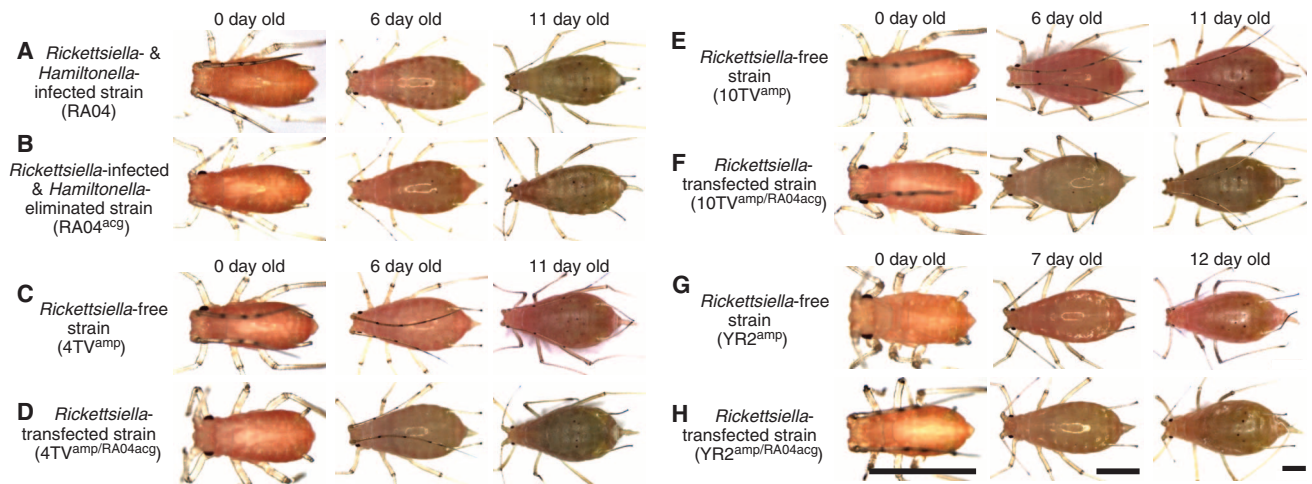 0 day old 6 day old 11 day old
A Rickettsiella- &
Hamiltonella-
infected strain
(RA04)
B
Rickettsiella-infected
& Hamiltonella-
eliminated strain
(RA04acg)
0 day old 6 day old 11 day old
C Rickettsiella-free
strain
(4TVamp)
D Rickettsiella-
transfected strain
(4TVamp/RA04acg)
0 day old 6 day old 11 day old
E Rickettsiella-free
strain
(10TVamp)
F Rickettsiella-
transfected strain
(10TVamp/RA04acg)
0 day old 7 day old 12 day old
G Rickettsiella-free
strain
(YR2amp)
H Rickettsiella-
transfected strain
(YR2amp/RA04acg)